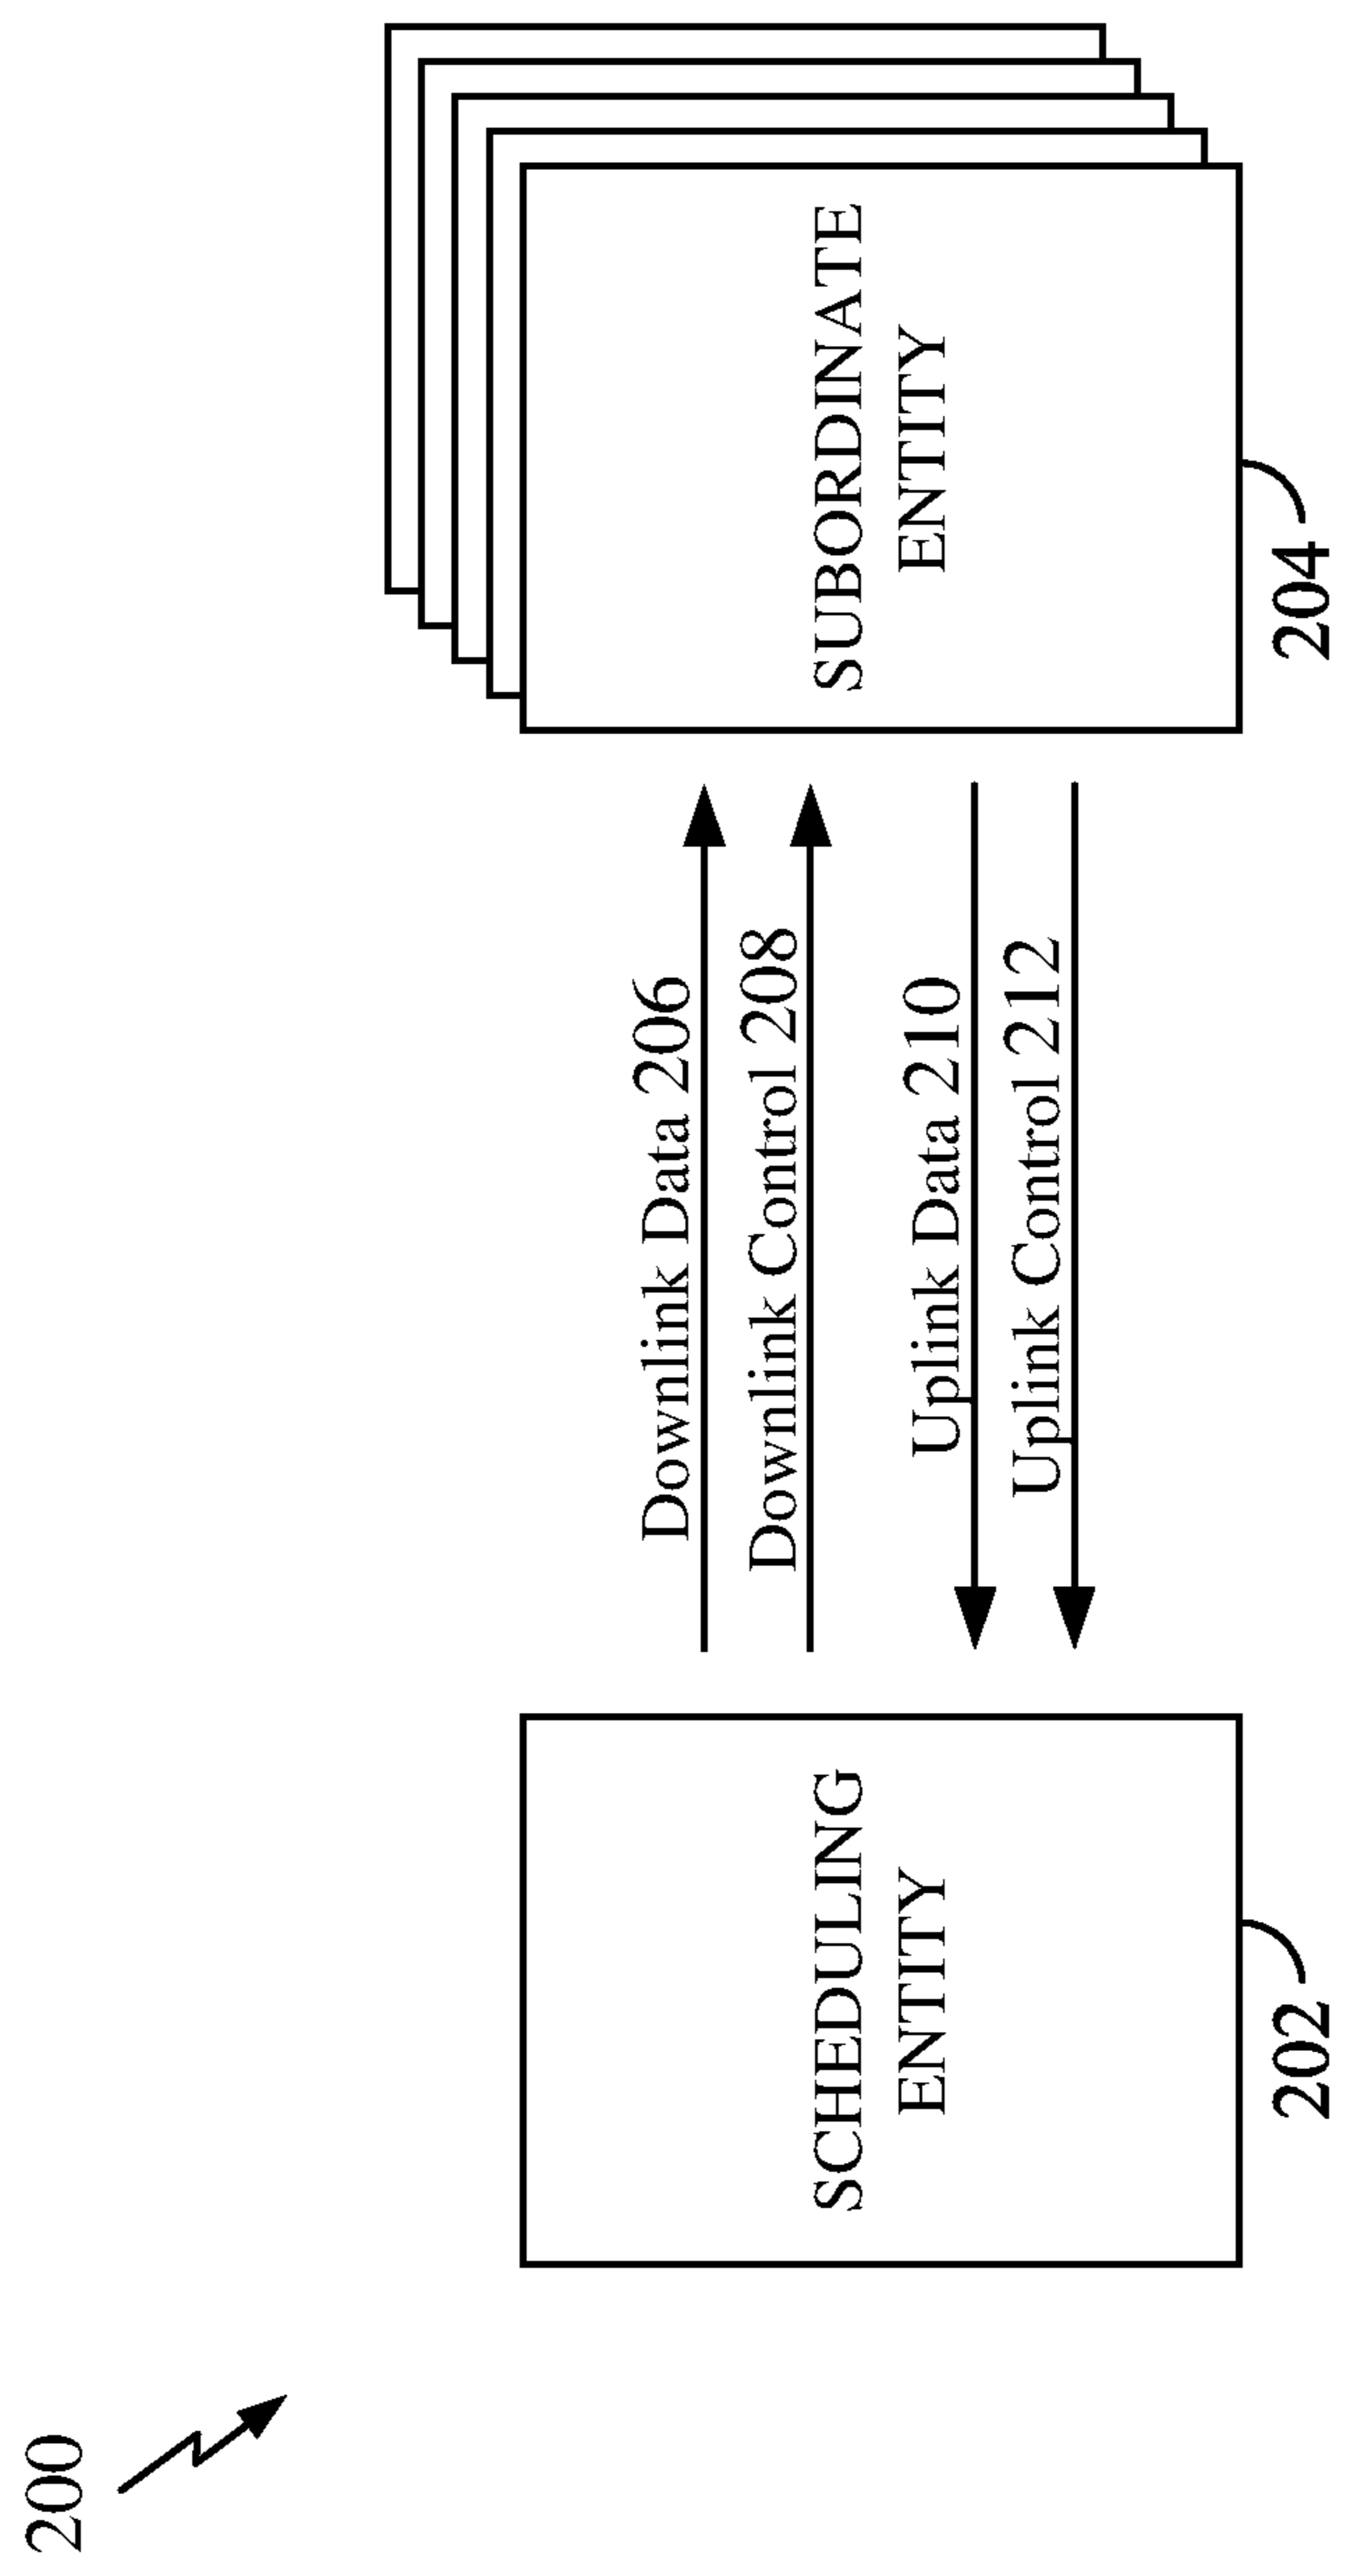 200
Downlink Data 206
Downlink Control 208
Uplink Data 210
Uplink Control 212
SCHEDULING
ENTITY
SUBORDINATE
ENTITY
202
204